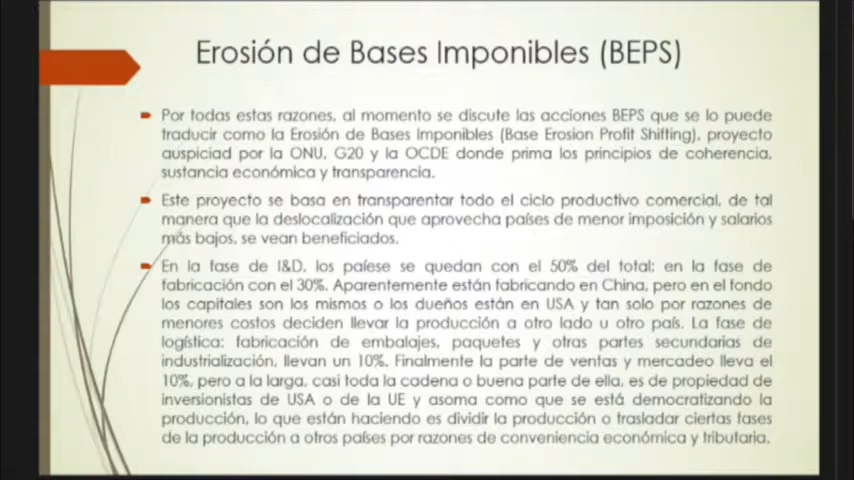 Erosión de Bases Imponibles (BEPS)
Por todas estas razones, al momento se discute las acciones BEPS que se lo puede
traducir como la Erosión de Bases Imponibles (Base Erosion Profit Shifting), proyecto
auspiciad por la ONU, G20 y la OCDE donde prima los principios de coherencia,
sustancia económica y transparencia.
Este proyecto se basa en transparentar todo el ciclo productivo comercial, de tal
manera que la deslocalización que aprovecha países de menor imposición y salarios
más bajos, se vean beneficiados.
En la fase de I&D, los paíese se quedan con el 50% del total; en la fase de
fabricación con el 30%. Aparentemente están fabricando en China, pero en el fondo
los capitales son los mismos o los dueños están en USA y tan solo por razones de
menores costos deciden llevar la producción a otro lado u otro país. La fase de
logística: fabricación de embalajes, paquetes y otras partes secundarias de
industrialización, llevan un 10%. Finalmente la parte de ventas y mercadeo lleva el
10%, pero a la larga, casi toda la cadena o buena parte de ella, es de propiedad de
inversionistas de USA o de la UE y asoma como que se está democratizando la
producción, lo que están haciendo es dividir la producción o trasladar ciertas fases
de la producción a otros países por razones de conveniencia económica y tributaria.